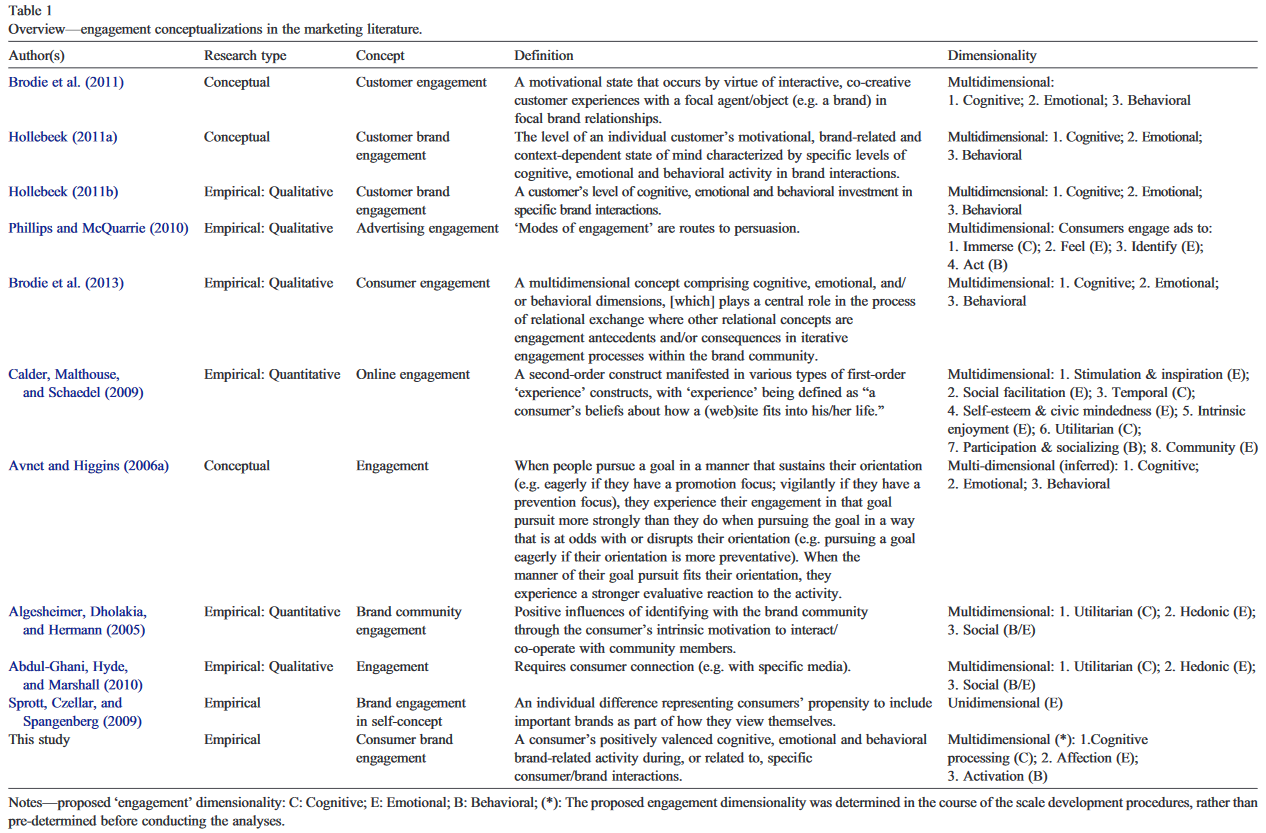 Table 1
Overview—engagement conceptualizations in the marketing literature.
Author(s) Research type Concept Definition Dimensionality
Brodie et al. (2011) Conceptual Customer engagement A motivational state that occurs by virtue of interactive, co-creative Multidimensional:
customer experiences with a focal agent/object (e.g. a brand) in 1. Cognitive; 2. Emotional; 3. Behavioral
focal brand relationships.
Hollebeek (2011a) Conceptual Customer brand The level of an individual customer's motivational, brand-related and Multidimensional: 1. Cognitive; 2. Emotional;
engagement context-dependent state of mind characterized by specific levels of 3. Behavioral
cognitive, emotional and behavioral activity in brand interactions.
Hollebeek (2011b) Empirical: Qualitative Customer brand A customer's level of cognitive, emotional and behavioral investment in Multidimensional: 1. Cognitive; 2. Emotional;
engagement specific brand interactions. 3. Behavioral
Phillips and McQuarrie (2010) Empirical: Qualitative Advertising engagement 'Modes of engagement' are routes to persuasion. Multidimensional: Consumers engage ads to:
1. Immerse (C); 2. Feel (E); 3. Identify (E);
4. Act (B)
Brodie et al. (2013) Empirical: Qualitative Consumer engagement A multidimensional concept comprising cognitive, emotional, and/ Multidimensional: 1. Cognitive; 2. Emotional;
or behavioral dimensions, [which] plays a central role in the process 3. Behavioral
of relational exchange where other relational concepts are
engagement antecedents and/or consequences in iterative
engagement processes within the brand community.
Calder, Malthouse, Empirical: Quantitative Online engagement A second-order construct manifested in various types of first-order Multidimensional: 1. Stimulation & inspiration (E);
and Schaedel (2009) 'experience' constructs, with 'experience' being defined as "a 2. Social facilitation (E); 3. Temporal (C);
consumer's beliefs about how a (web)site fits into his/her life." 4. Self-esteem & civic mindedness (E); 5. Intrinsic
enjoyment (E); 6. Utilitarian (C);
7. Participation & socializing (B); 8. Community (E)
Avnet and Higgins (2006a) Conceptual Engagement When people pursue a goal in a manner that sustains their orientation Multi-dimensional (inferred): 1. Cognitive;
(e.g. eagerly if they have a promotion focus; vigilantly if they have a 2. Emotional; 3. Behavioral
prevention focus), they experience their engagement in that goal
pursuit more strongly than they do when pursuing the goal in a way
that is at odds with or disrupts their orientation (e.g. pursuing a goal
eagerly if their orientation is more preventative). When the
manner of their goal pursuit fits their orientation, they
experience a stronger evaluative reaction to the activity.
Algesheimer, Dholakia, Empirical: Quantitative Brand community Positive influences of identifying with the brand community Multidimensional: 1. Utilitarian (C); 2. Hedonic (E);
and Hermann (2005) engagement through the consumer's intrinsic motivation to interact/ 3. Social (B/E)
co-operate with community members.
Abdul-Ghani, Hyde, Empirical: Qualitative Engagement Requires consumer connection (e.g. with specific media). Multidimensional: 1. Utilitarian (C); 2. Hedonic (E);
and Marshall (2010) 3. Social (B/E)
Sprott, Czellar, and Empirical Brand engagement An individual difference representing consumers' propensity to include Unidimensional (E)
Spangenberg (2009) in self-concept important brands as part of how they view themselves.
This study Empirical Consumer brand A consumer's positively valenced cognitive, emotional and behavioral Multidimensional (*): 1.Cognitive
engagement brand-related activity during, or related to, specific processing (C); 2. Affection (E);
consumer/brand interactions. 3. Activation (B)
Notes—proposed 'engagement' dimensionality: C: Cognitive; E: Emotional; B: Behavioral; (*): The proposed engagement dimensionality was determined in the course of the scale development procedures, rather than
pre-determined before conducting the analyses.